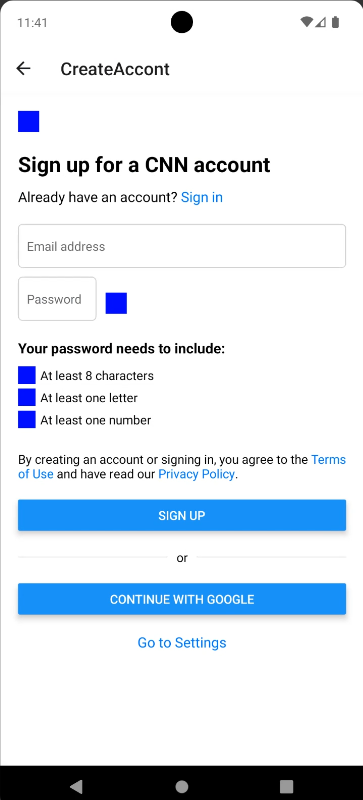 11:41
CreateAccont
Sign up for a CNN account
Already have an account? Sign in
Email address
Password
Your password needs to include:
At least 8 characters
At least one letter
At least one number
By creating an account or signing in, you agree to the Terms
of Use and have read our Privacy Policy.
SIGN UP
or
CONTINUE WITH GOOGLE
Go to Settings